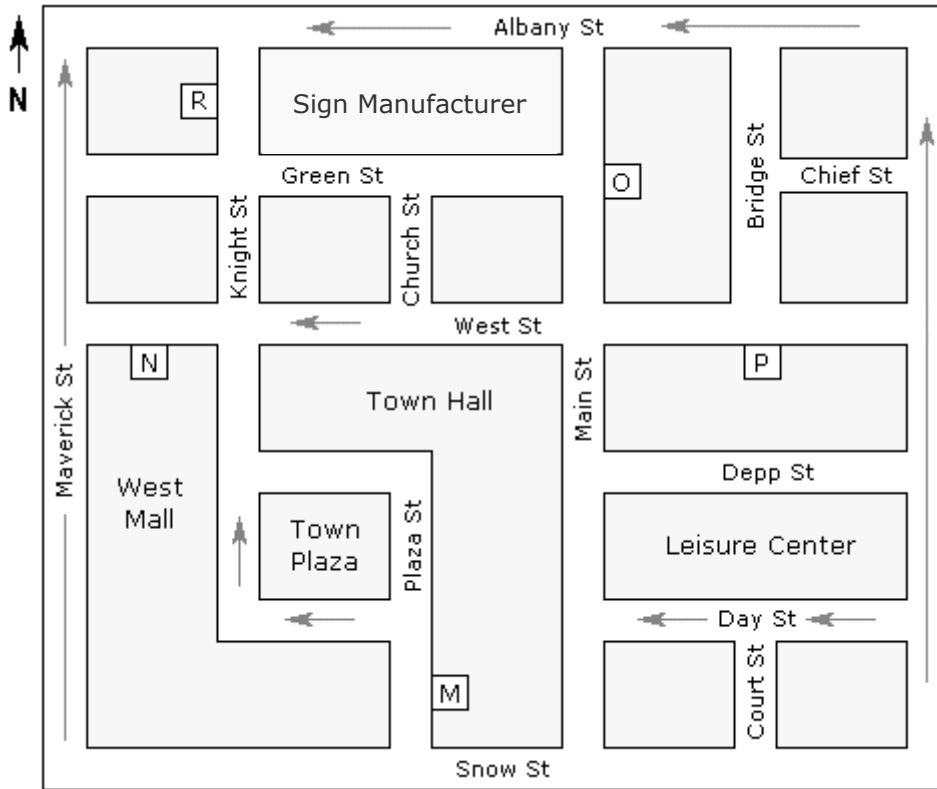 Albany St
N
R
Sign Manufacturer
Green St
O
Bridge St
Chief St
Knight St
Church St
West St
N
Maverick St
Town Hall
Main St
P
West
Mall
Depp St
Town
Plaza
Plaza St
Leisure Center
Day St
M
Court St
Snow St